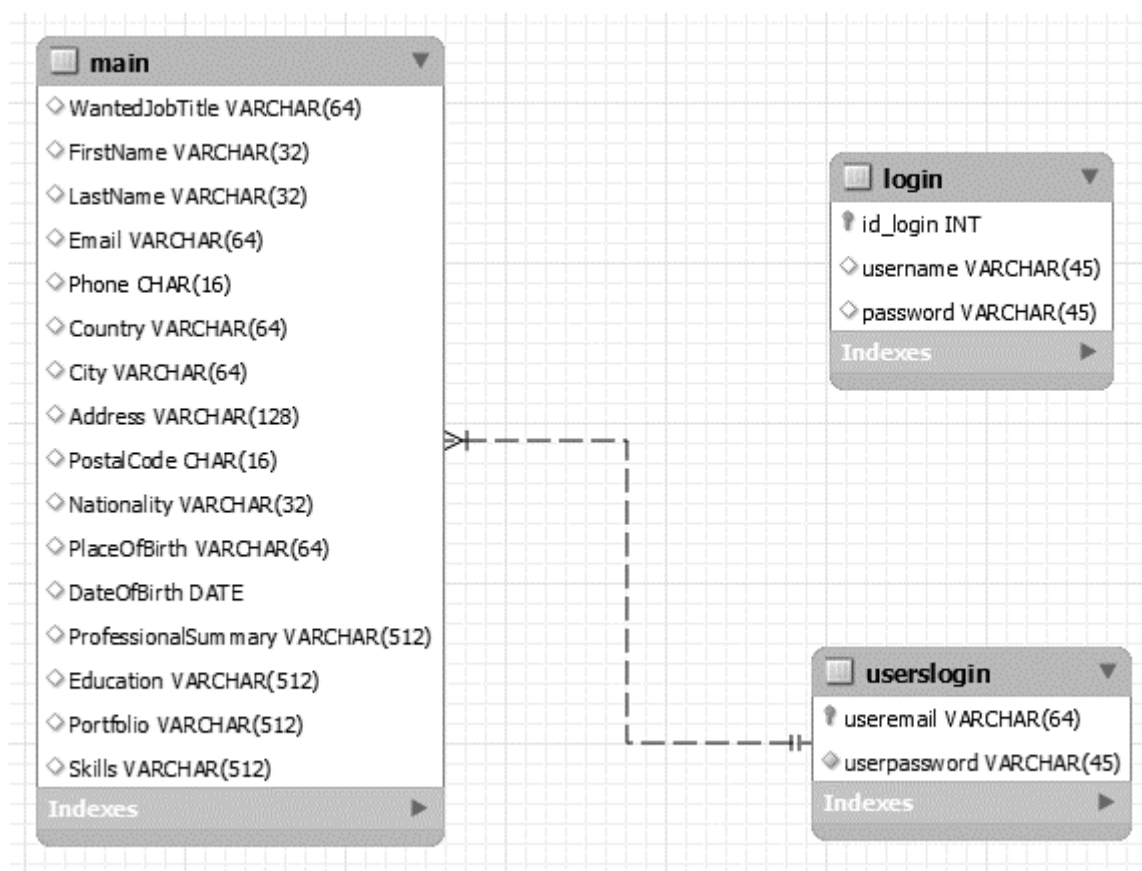 main
WantedJobTitle VARCHAR(64)
FirstName VARCHAR(32)
LastName VARCHAR(32)
Email VARCHAR(64)
Phone CHAR(16)
Country VARCHAR(64)
City VARCHAR(64)
Address VARCHAR(128)
PostalCode CHAR(16)
Nationality VARCHAR(32)
PlaceOfBirth VARCHAR(64)
DateOfBirth DATE
ProfessionalSummary VARCHAR(512)
Education VARCHAR(512)
Portfolio VARCHAR(512)
Skills VARCHAR(512)
Indexes
login
id_login INT
username VARCHAR(45)
password VARCHAR(45)
Indexes
userslogin
useremail VARCHAR(64)
userpassword VARCHAR(45)
Indexes